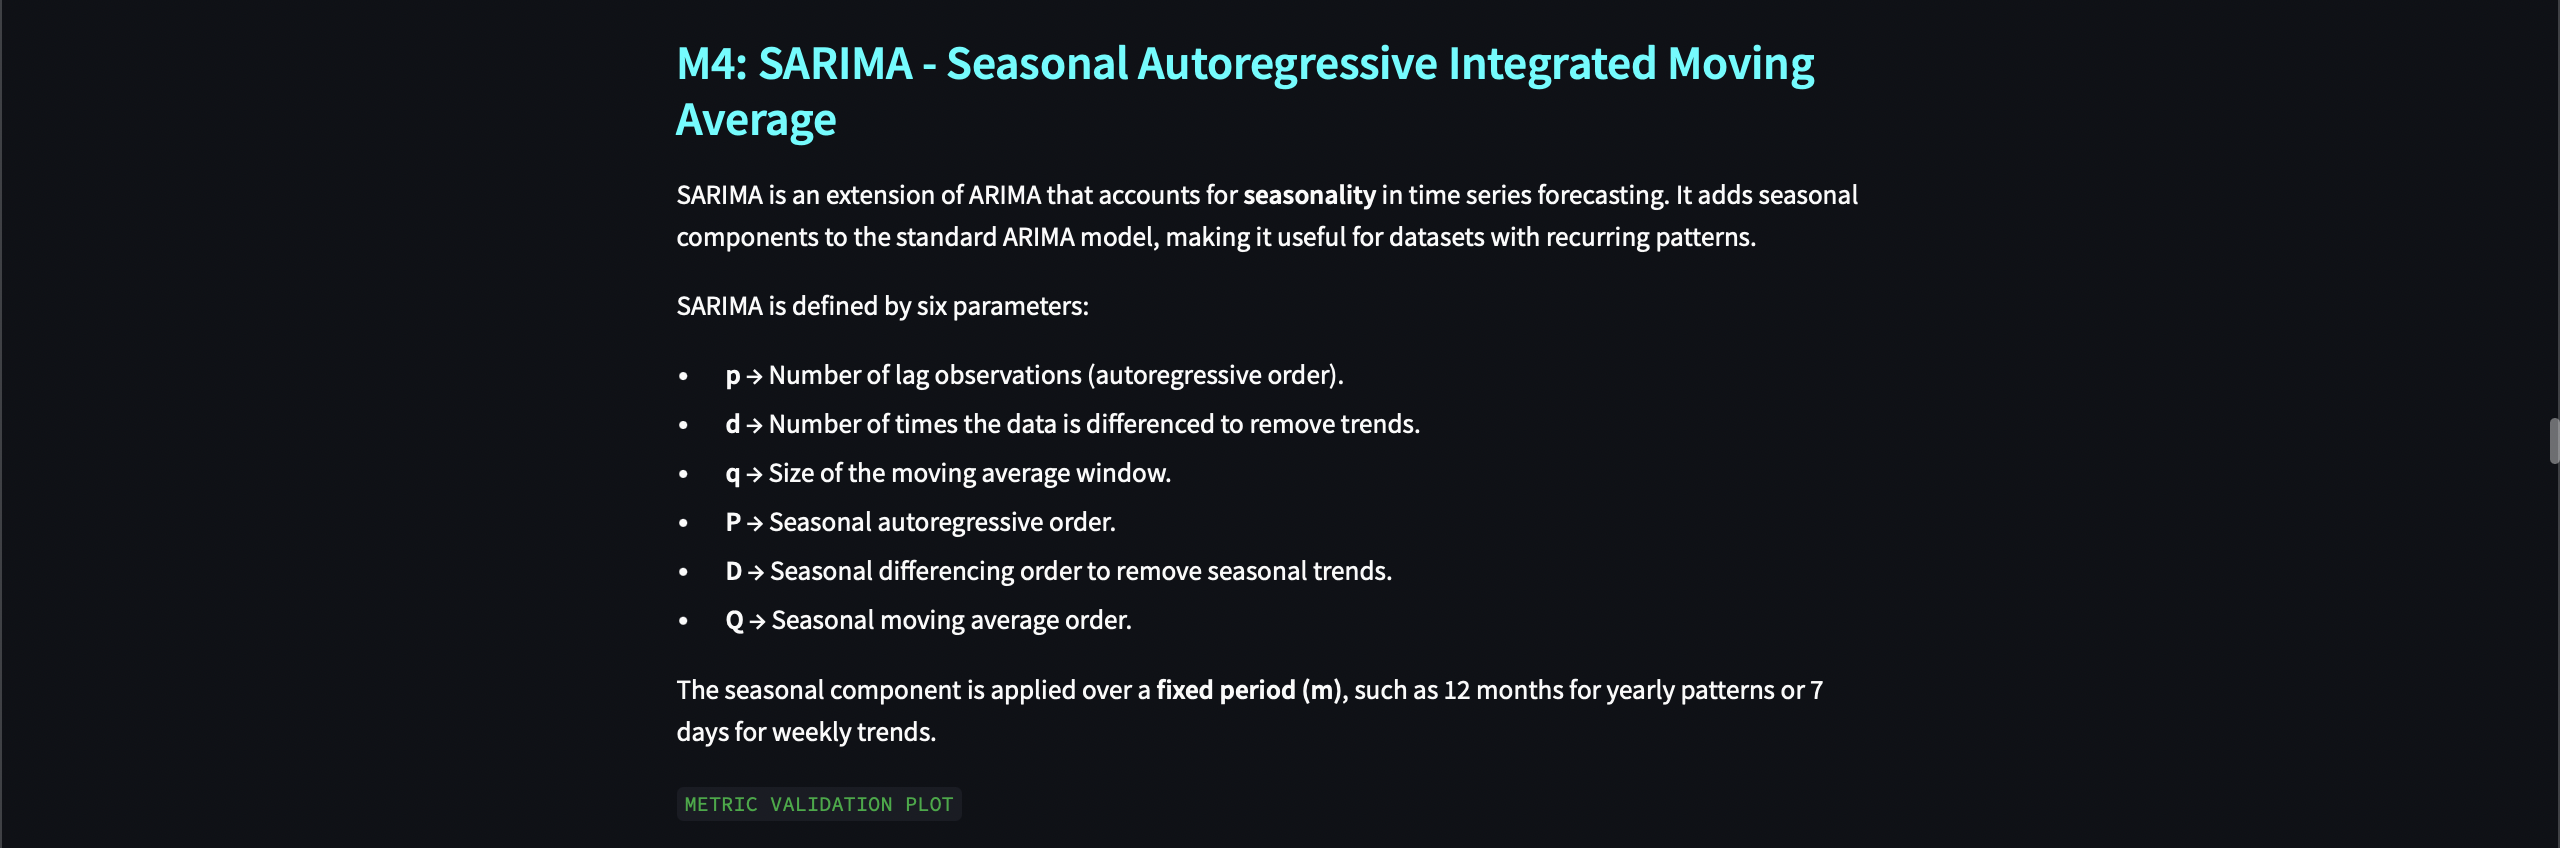 M4: SARIMA - Seasonal Autoregressive Integrated Moving
Average
SARIMA is an extension of ARIMA that accounts for seasonality in time series forecasting. It adds seasonal
components to the standard ARIMA model, making it useful for datasets with recurring patterns.
SARIMA is defined by six parameters:
• p → Number of lag observations (autoregressive order).
• d → Number of times the data is differenced to remove trends.
• q → Size of the moving average window.
• P → Seasonal autoregressive order.
• D → Seasonal differencing order to remove seasonal trends.
• Q → Seasonal moving average order.
The seasonal component is applied over a fixed period (m), such as 12 months for yearly patterns or 7
days for weekly trends.
METRIC VALIDATION PLOT